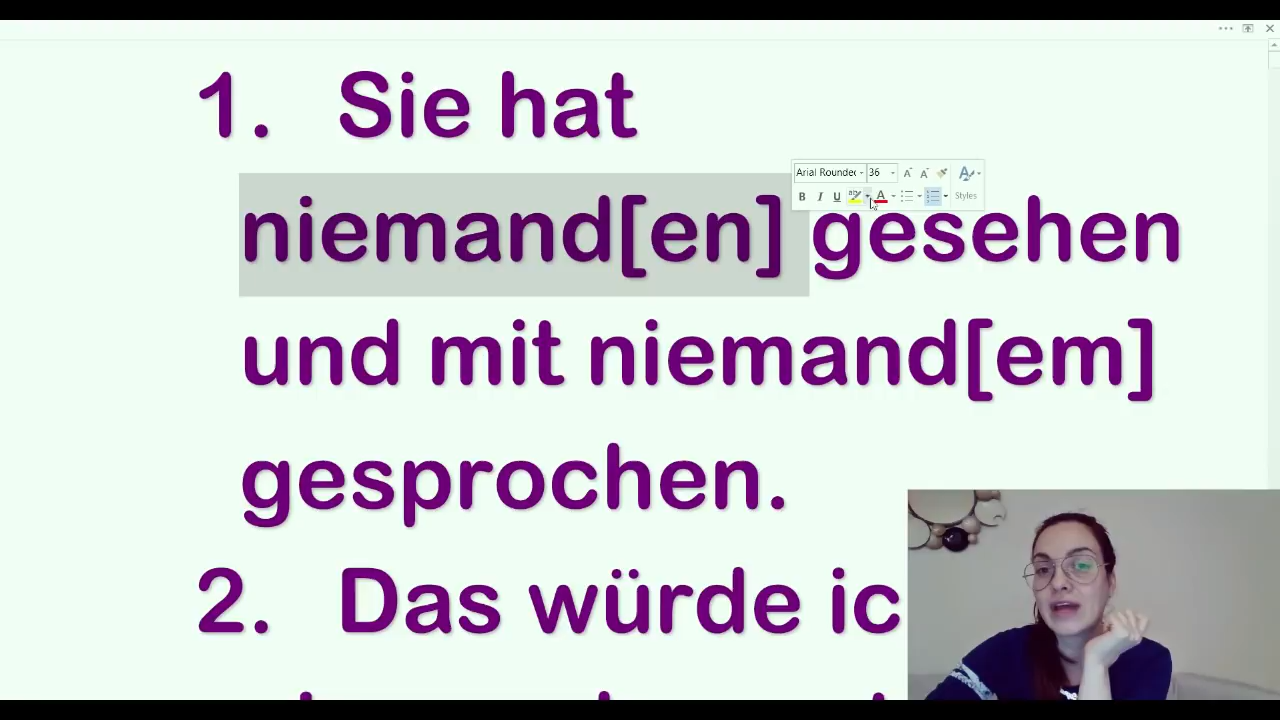 1. Sie hat
Arial Rounded 36
B I U Styles
niemand[en] gesehen
und mit niemand[em]
gesprochen.
2. Das würde ic